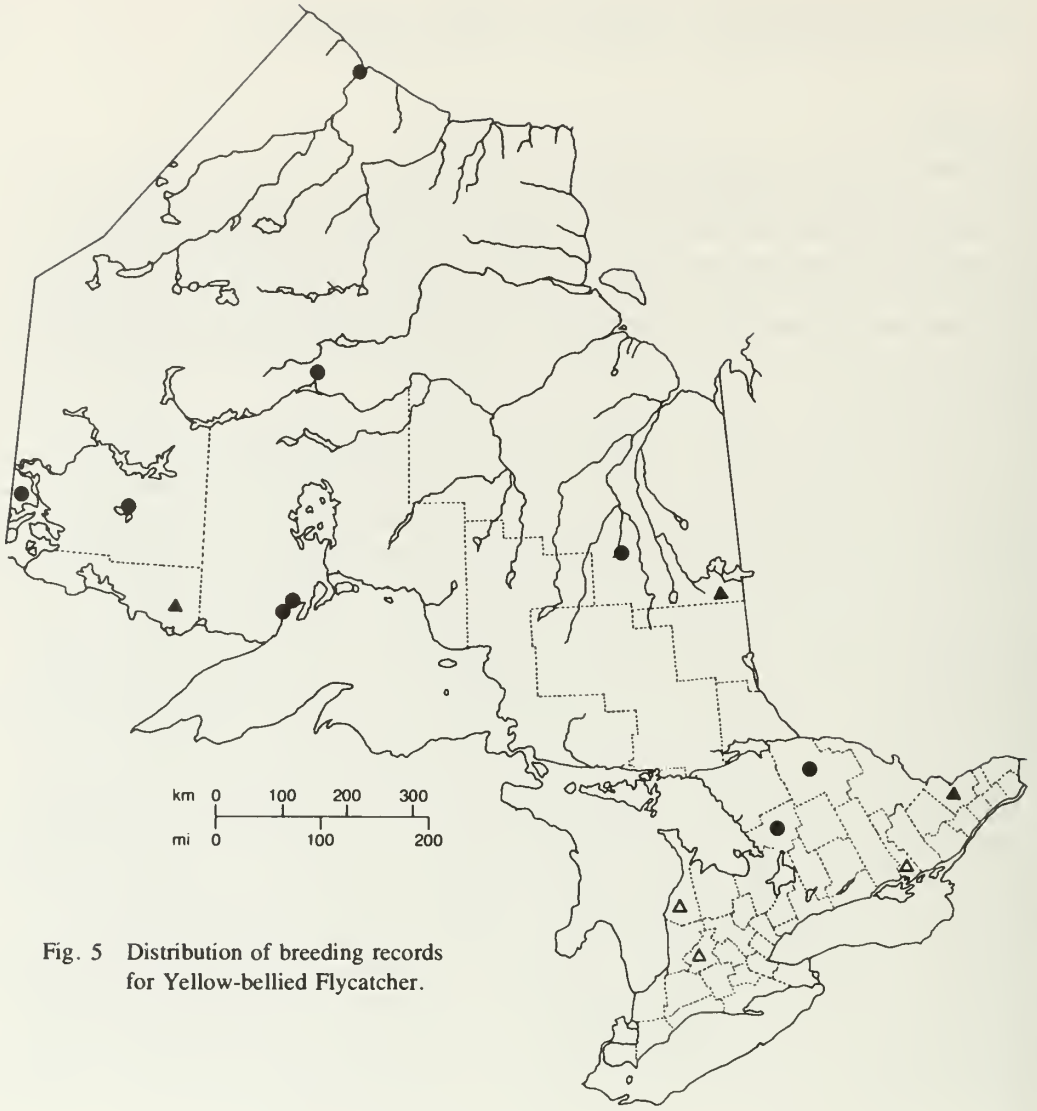 km 0 100 200 300
mi 0 100 200
Fig. 5 Distribution of breeding records
for Yellow-bellied Flycatcher.